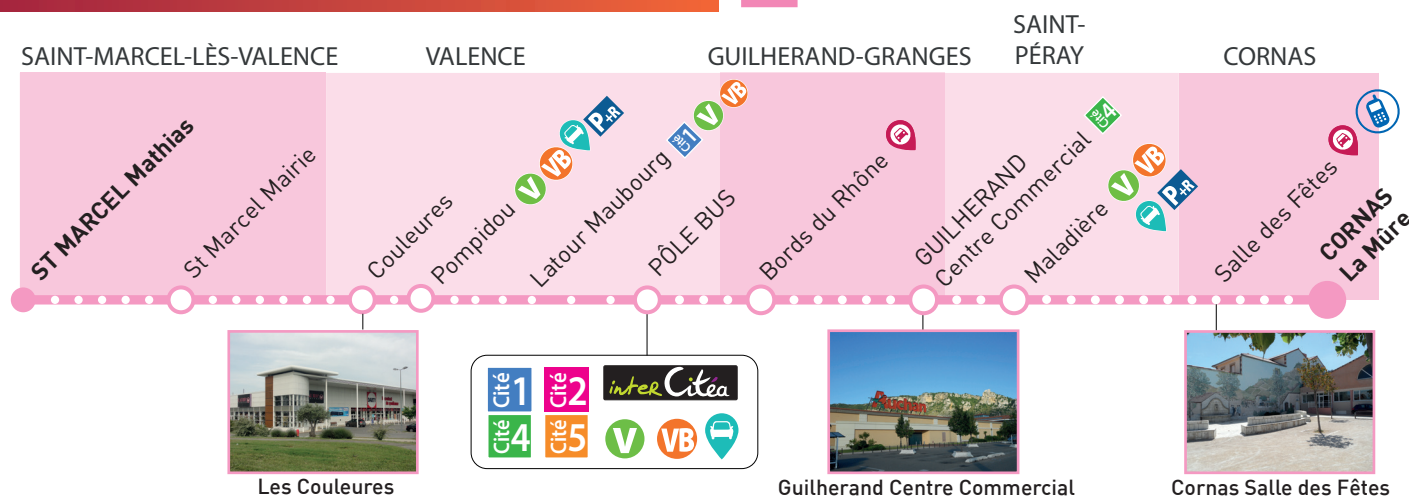 SAINT-MARCEL-LÈS-VALENCE
VALENCE
GUILHERAND-GRANGES
SAINT-
PÉRAY
CORNAS
ST MARCEL Mathias
St Marcel Mairie
Couleures
Pompidou V VB P+R
Latour Maubourg Cité 1 V VB
PÔLE BUS
Bords du Rhône
GUILHERAND
Centre Commercial Cité 4
Maladière V VB P+R
Salle des Fêtes
CORNAS
La Mûre
Cité 1 Cité 2 inter Citéa
Cité 4 Cité 5 V VB
Auchan
Les Couleures
Guilherand Centre Commercial
Cornas Salle des Fêtes